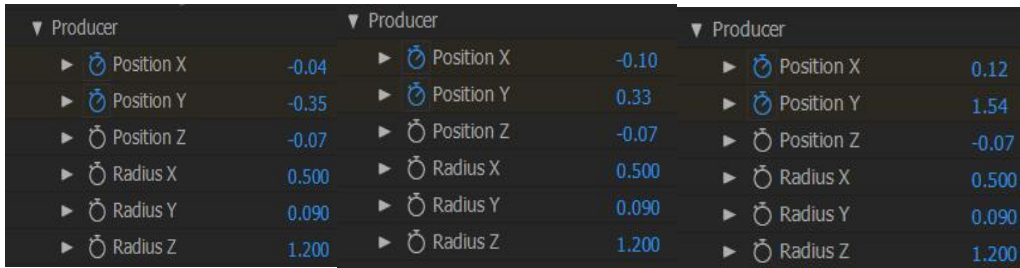 Producer
Position X -0.04
Position Y -0.35
Position Z -0.07
Radius X 0.500
Radius Y 0.090
Radius Z 1.200
Producer
Position X -0.10
Position Y 0.33
Position Z -0.07
Radius X 0.500
Radius Y 0.090
Radius Z 1.200
Producer
Position X 0.12
Position Y 1.54
Position Z -0.07
Radius X 0.500
Radius Y 0.090
Radius Z 1.200